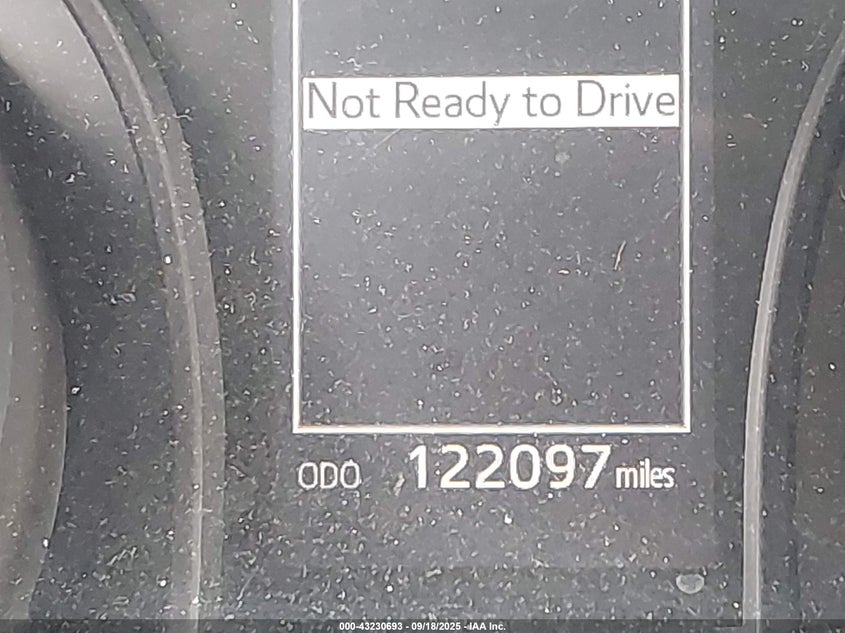 Not Ready to Drive
ODO 122097 miles
000-43230693 - 09/18/2025 - IAA Inc.